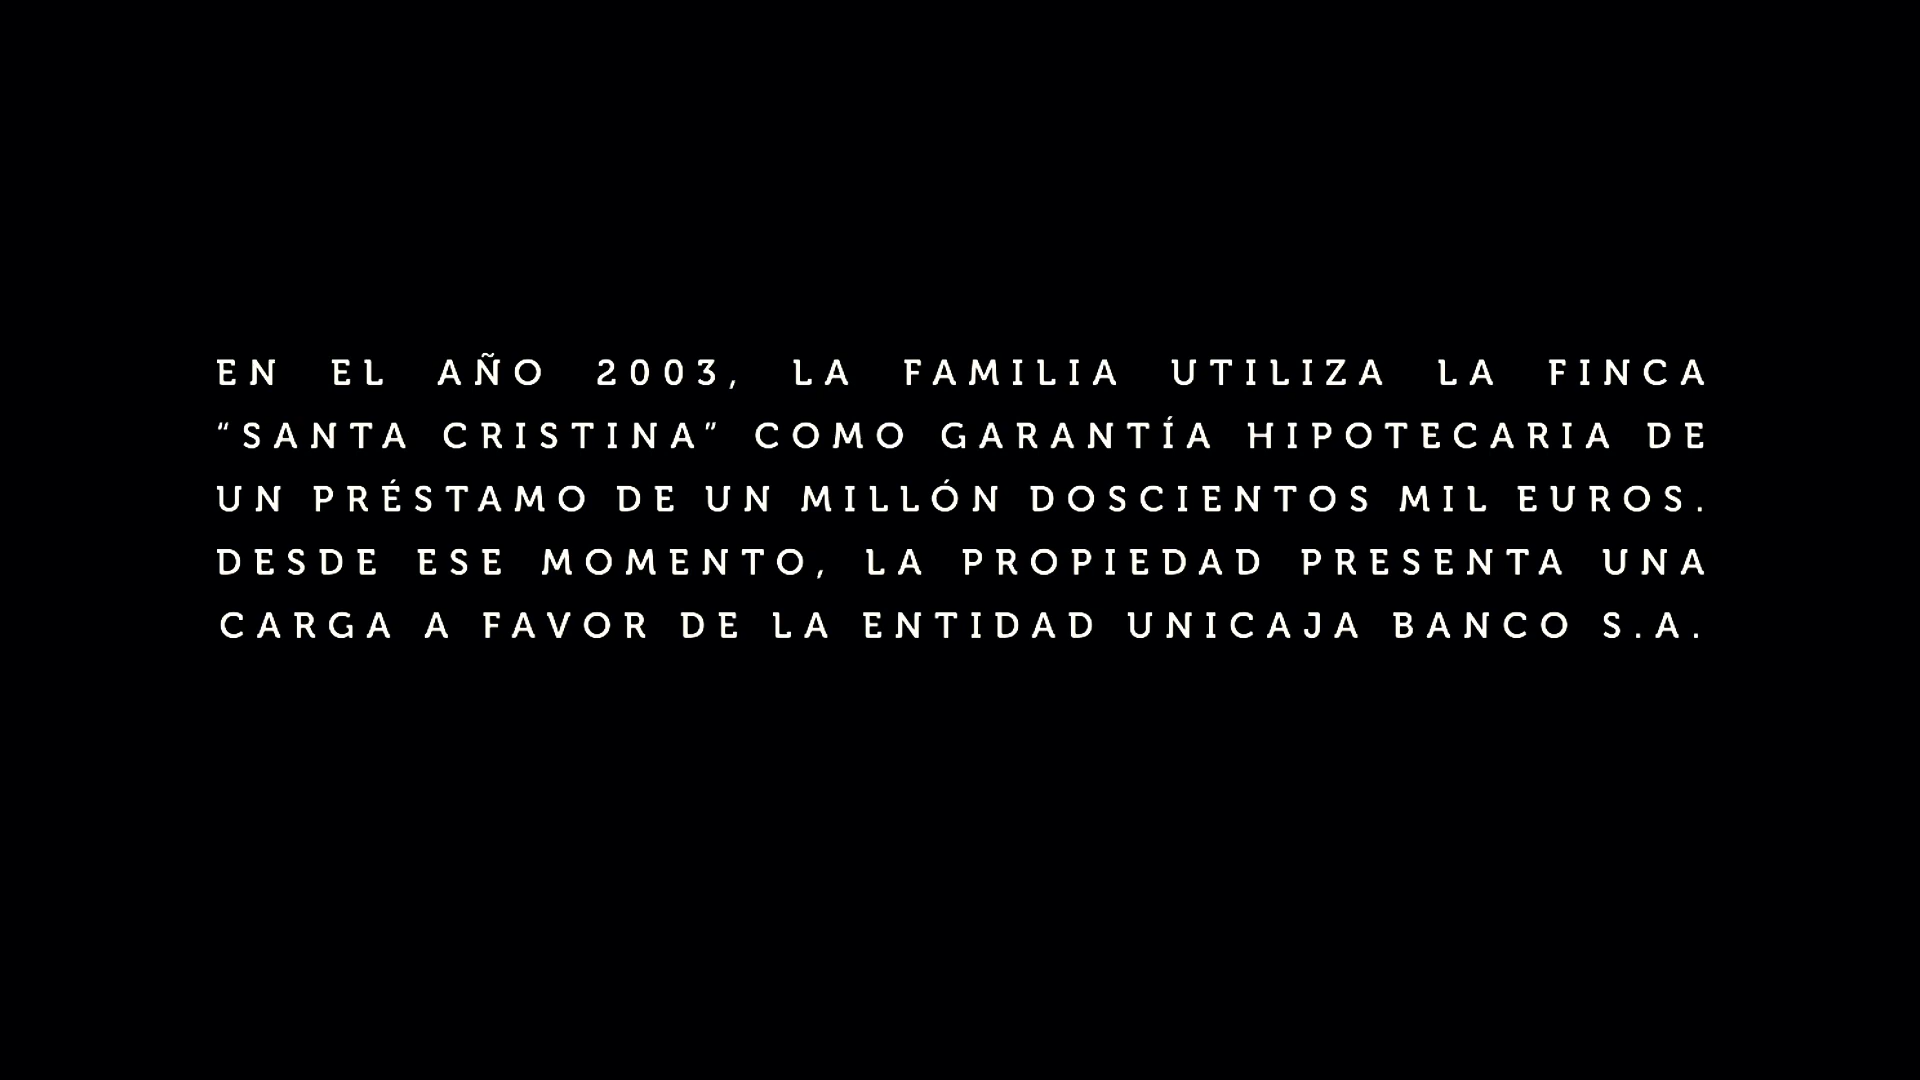 EN EL AÑO 2003, LA FAMILIA UTILIZA LA FINCA
“SANTA CRISTINA” COMO GARANTÍA HIPOTECARIA DE
UN PRÉSTAMO DE UN MILLÓN DOSCIENTOS MIL EUROS.
DESDE ESE MOMENTO, LA PROPIEDAD PRESENTA UNA
CARGA A FAVOR DE LA ENTIDAD UNICAJA BANCO S.A.